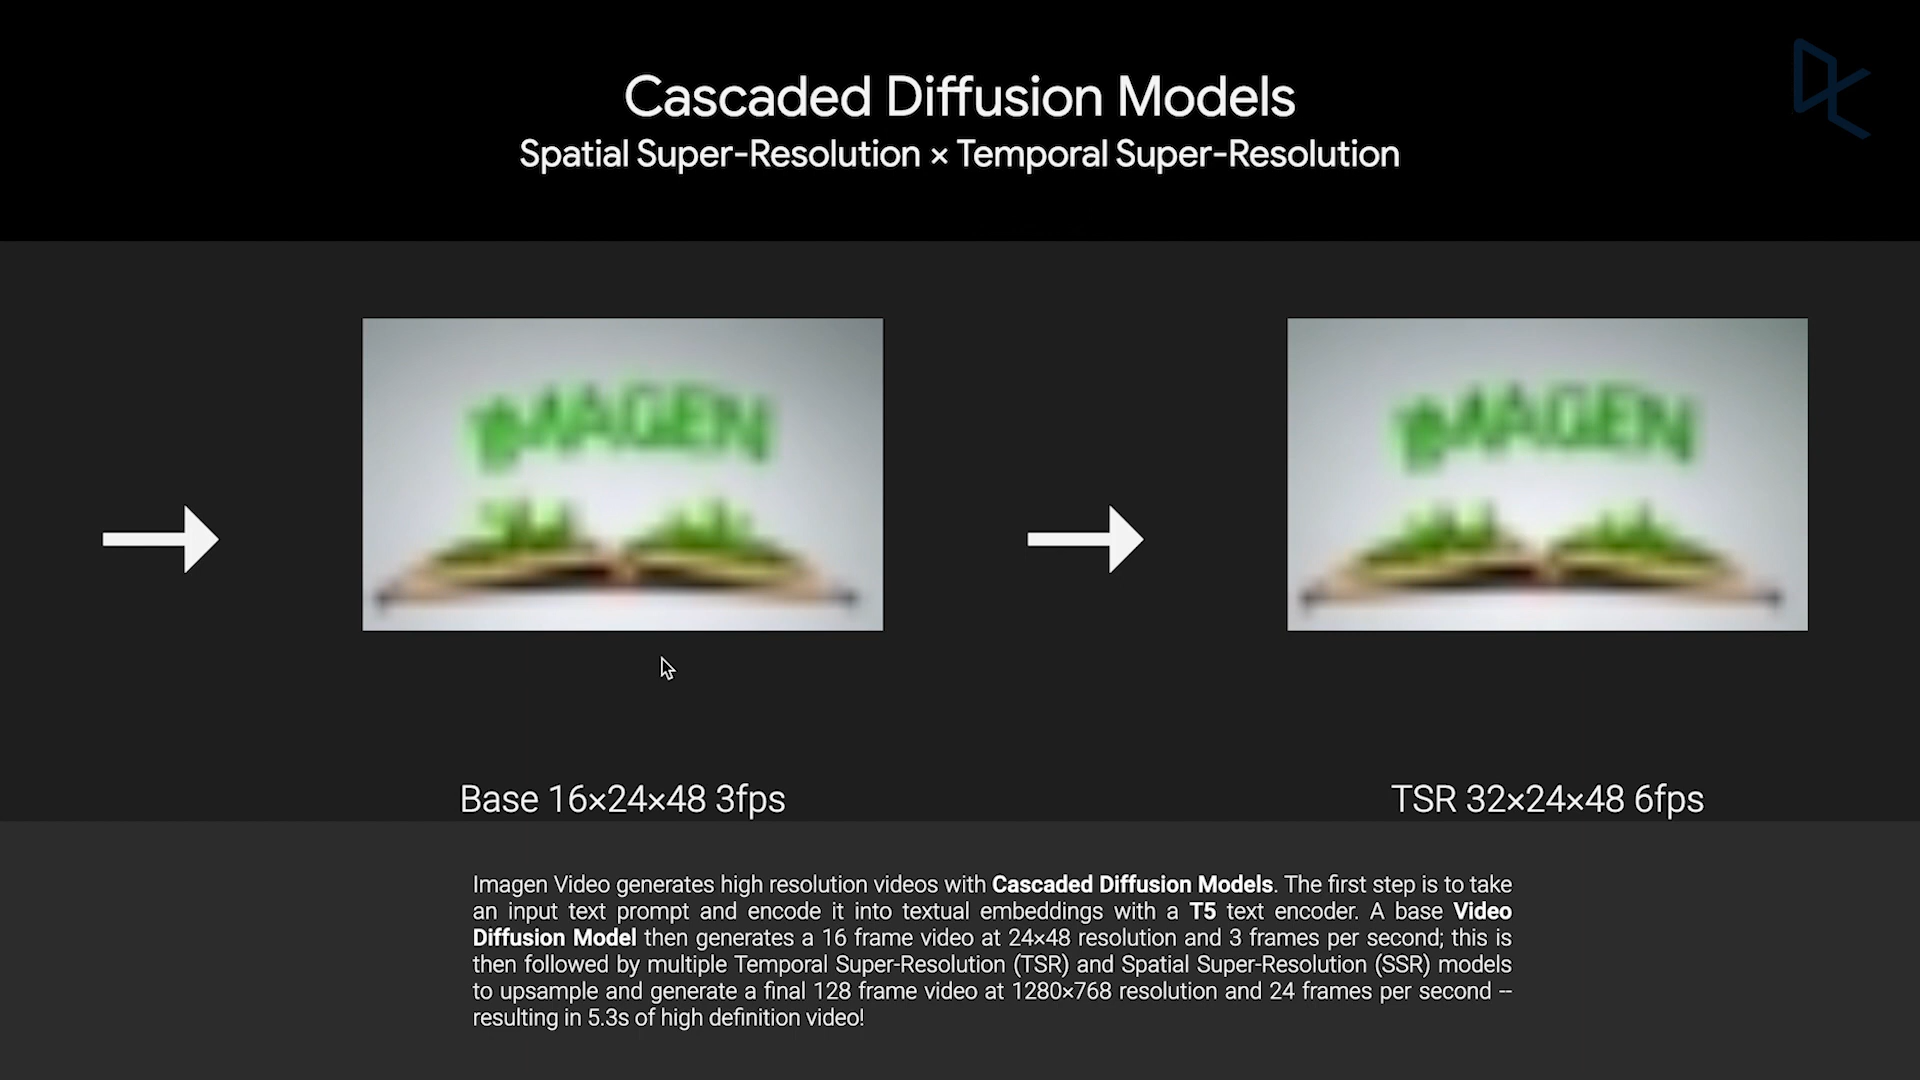 Cascaded Diffusion Models
Spatial Super-Resolution × Temporal Super-Resolution
IMAGEN
IMAGEN
Base 16×24×48 3fps
TSR 32×24×48 6fps
Imagen Video generates high resolution videos with Cascaded Diffusion Models. The first step is to take
an input text prompt and encode it into textual embeddings with a T5 text encoder. A base Video
Diffusion Model then generates a 16 frame video at 24×48 resolution and 3 frames per second; this is
then followed by multiple Temporal Super-Resolution (TSR) and Spatial Super-Resolution (SSR) models
to upsample and generate a final 128 frame video at 1280×768 resolution and 24 frames per second --
resulting in 5.3s of high definition video!